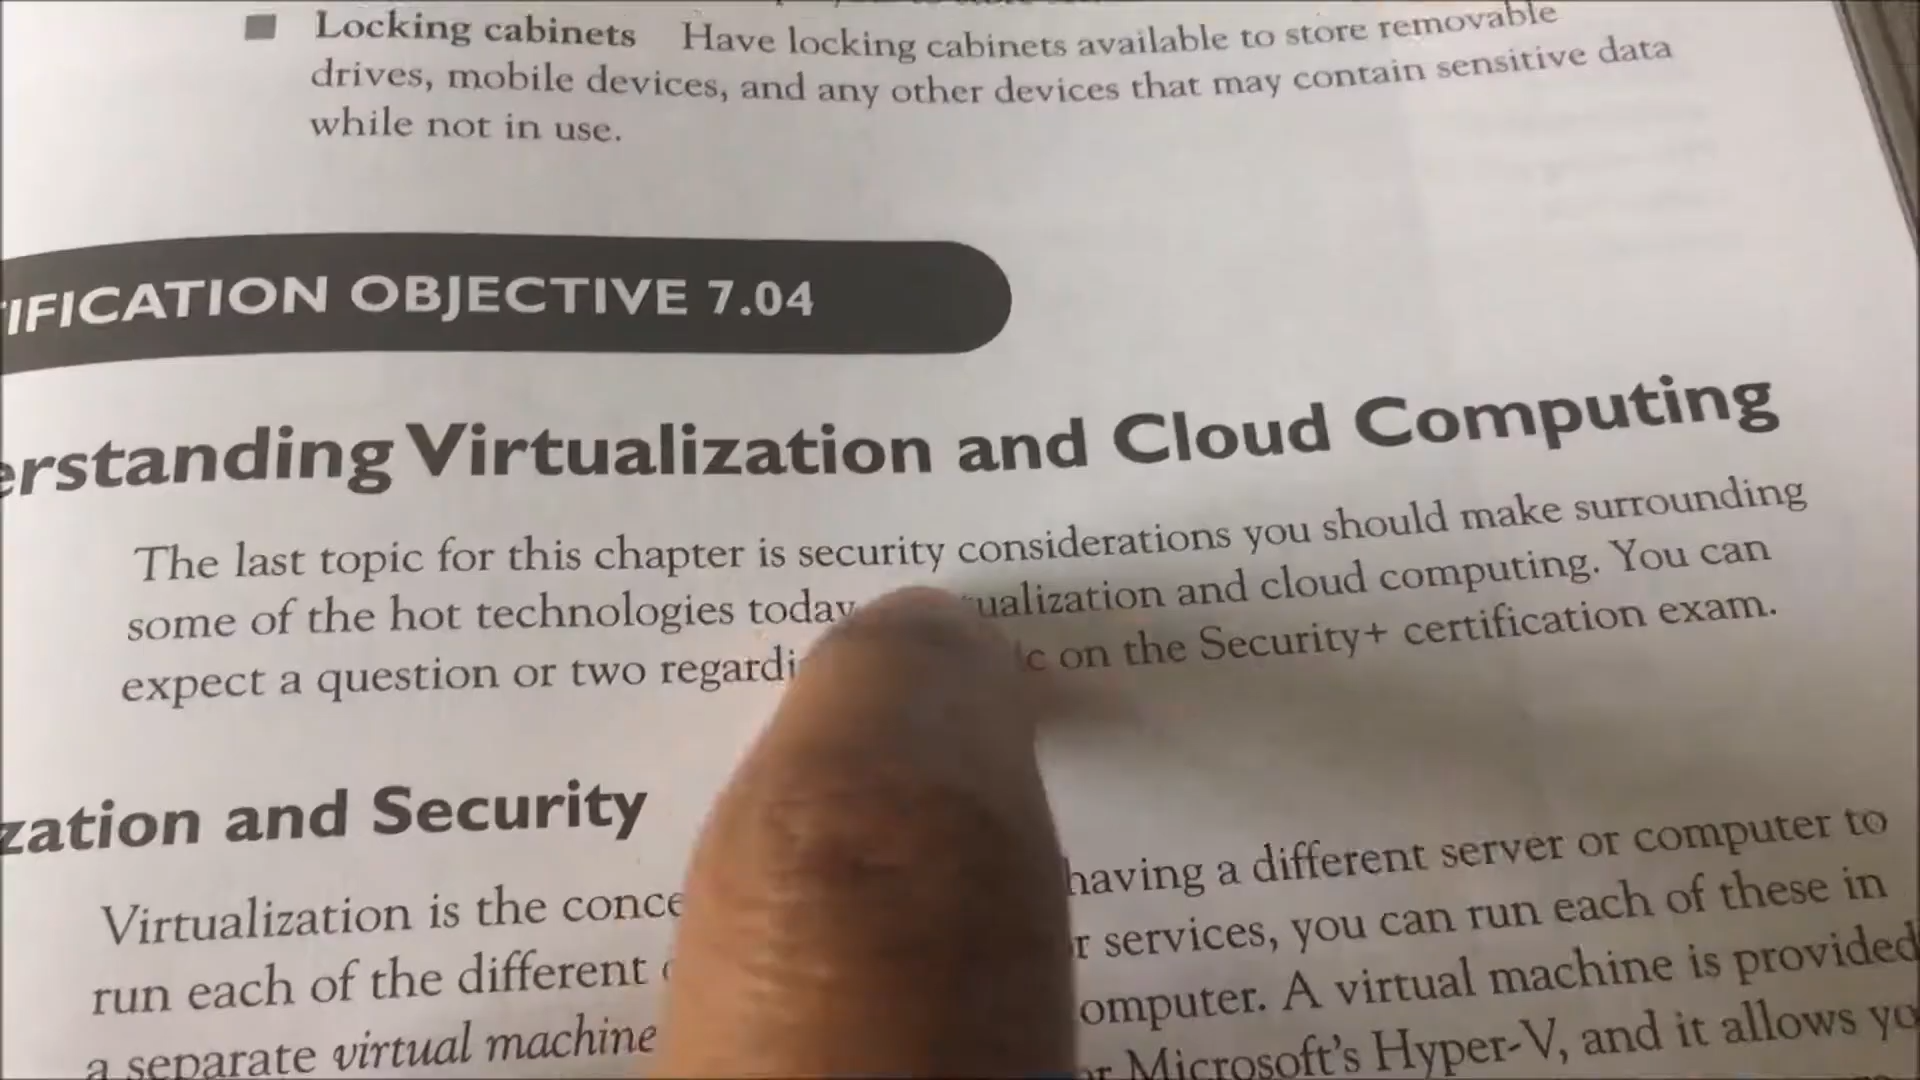 Locking cabinets Have locking cabinets available to store removable
drives, mobile devices, and any other devices that may contain sensitive data
while not in use.
IFICATION OBJECTIVE 7.04
erstanding Virtualization and Cloud Computing
The last topic for this chapter is security considerations you should make surrounding
some of the hot technologies today ualization and cloud computing. You can
expect a question or two regardi c on the Security+ certification exam.
zation and Security
Virtualization is the conce having a different server or computer to
run each of the different r services, you can run each of these in
a separate virtual machine omputer. A virtual machine is provided
or Microsoft's Hyper-V, and it allows yo